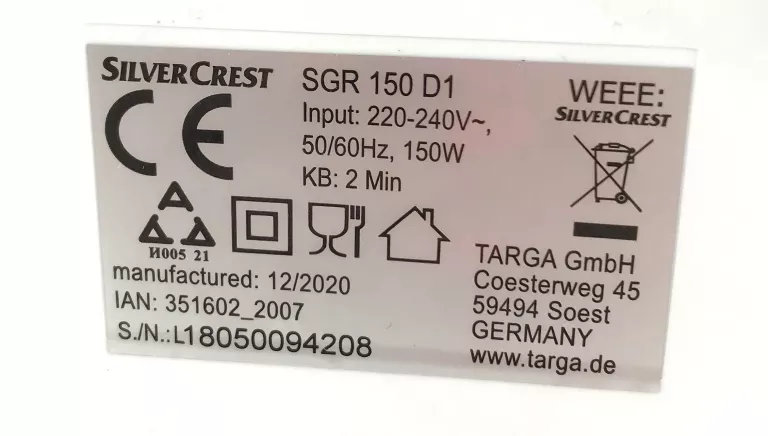 SILVERCREST
SGR 150 D1
Input: 220-240V~,
50/60Hz, 150W
KB: 2 Min
WEEE:
SILVERCREST
CE
И005 21
manufactured: 12/2020
IAN: 351602_2007
S./N.:L18050094208
TARGA GmbH
Coesterweg 45
59494 Soest
GERMANY
www.targa.de